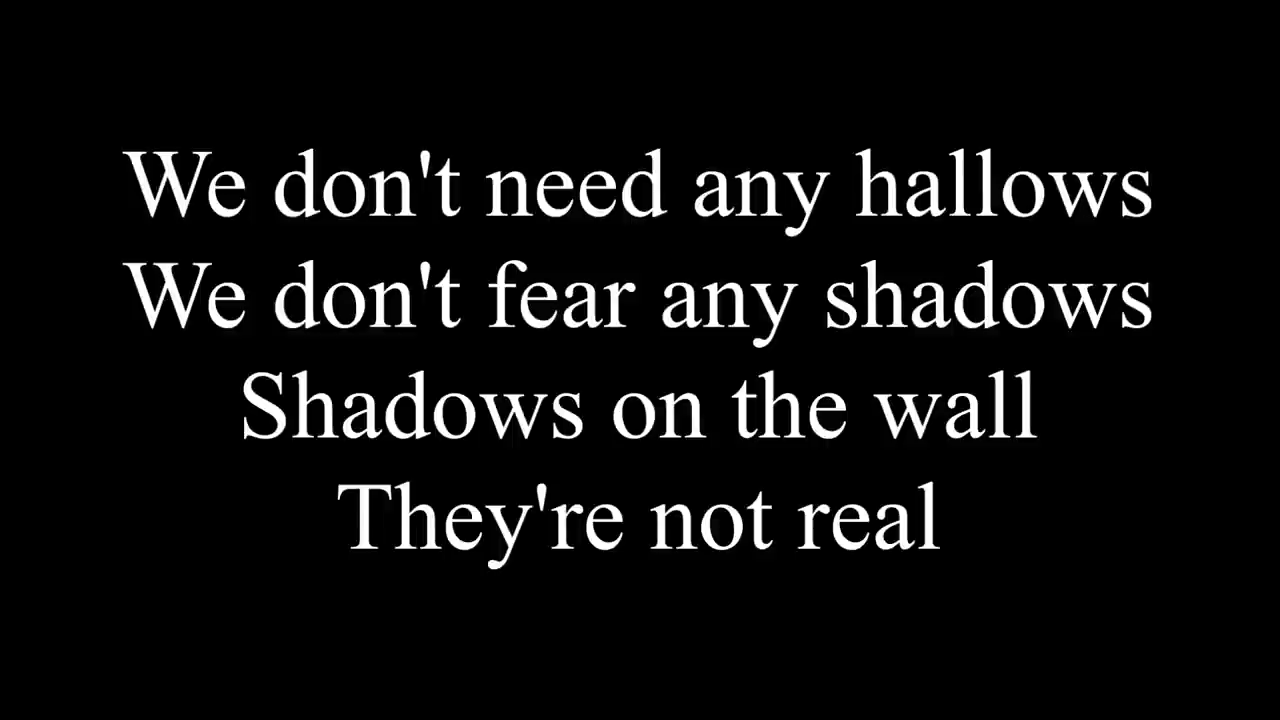 We don't need any hallows
We don't fear any shadows
Shadows on the wall
They're not real